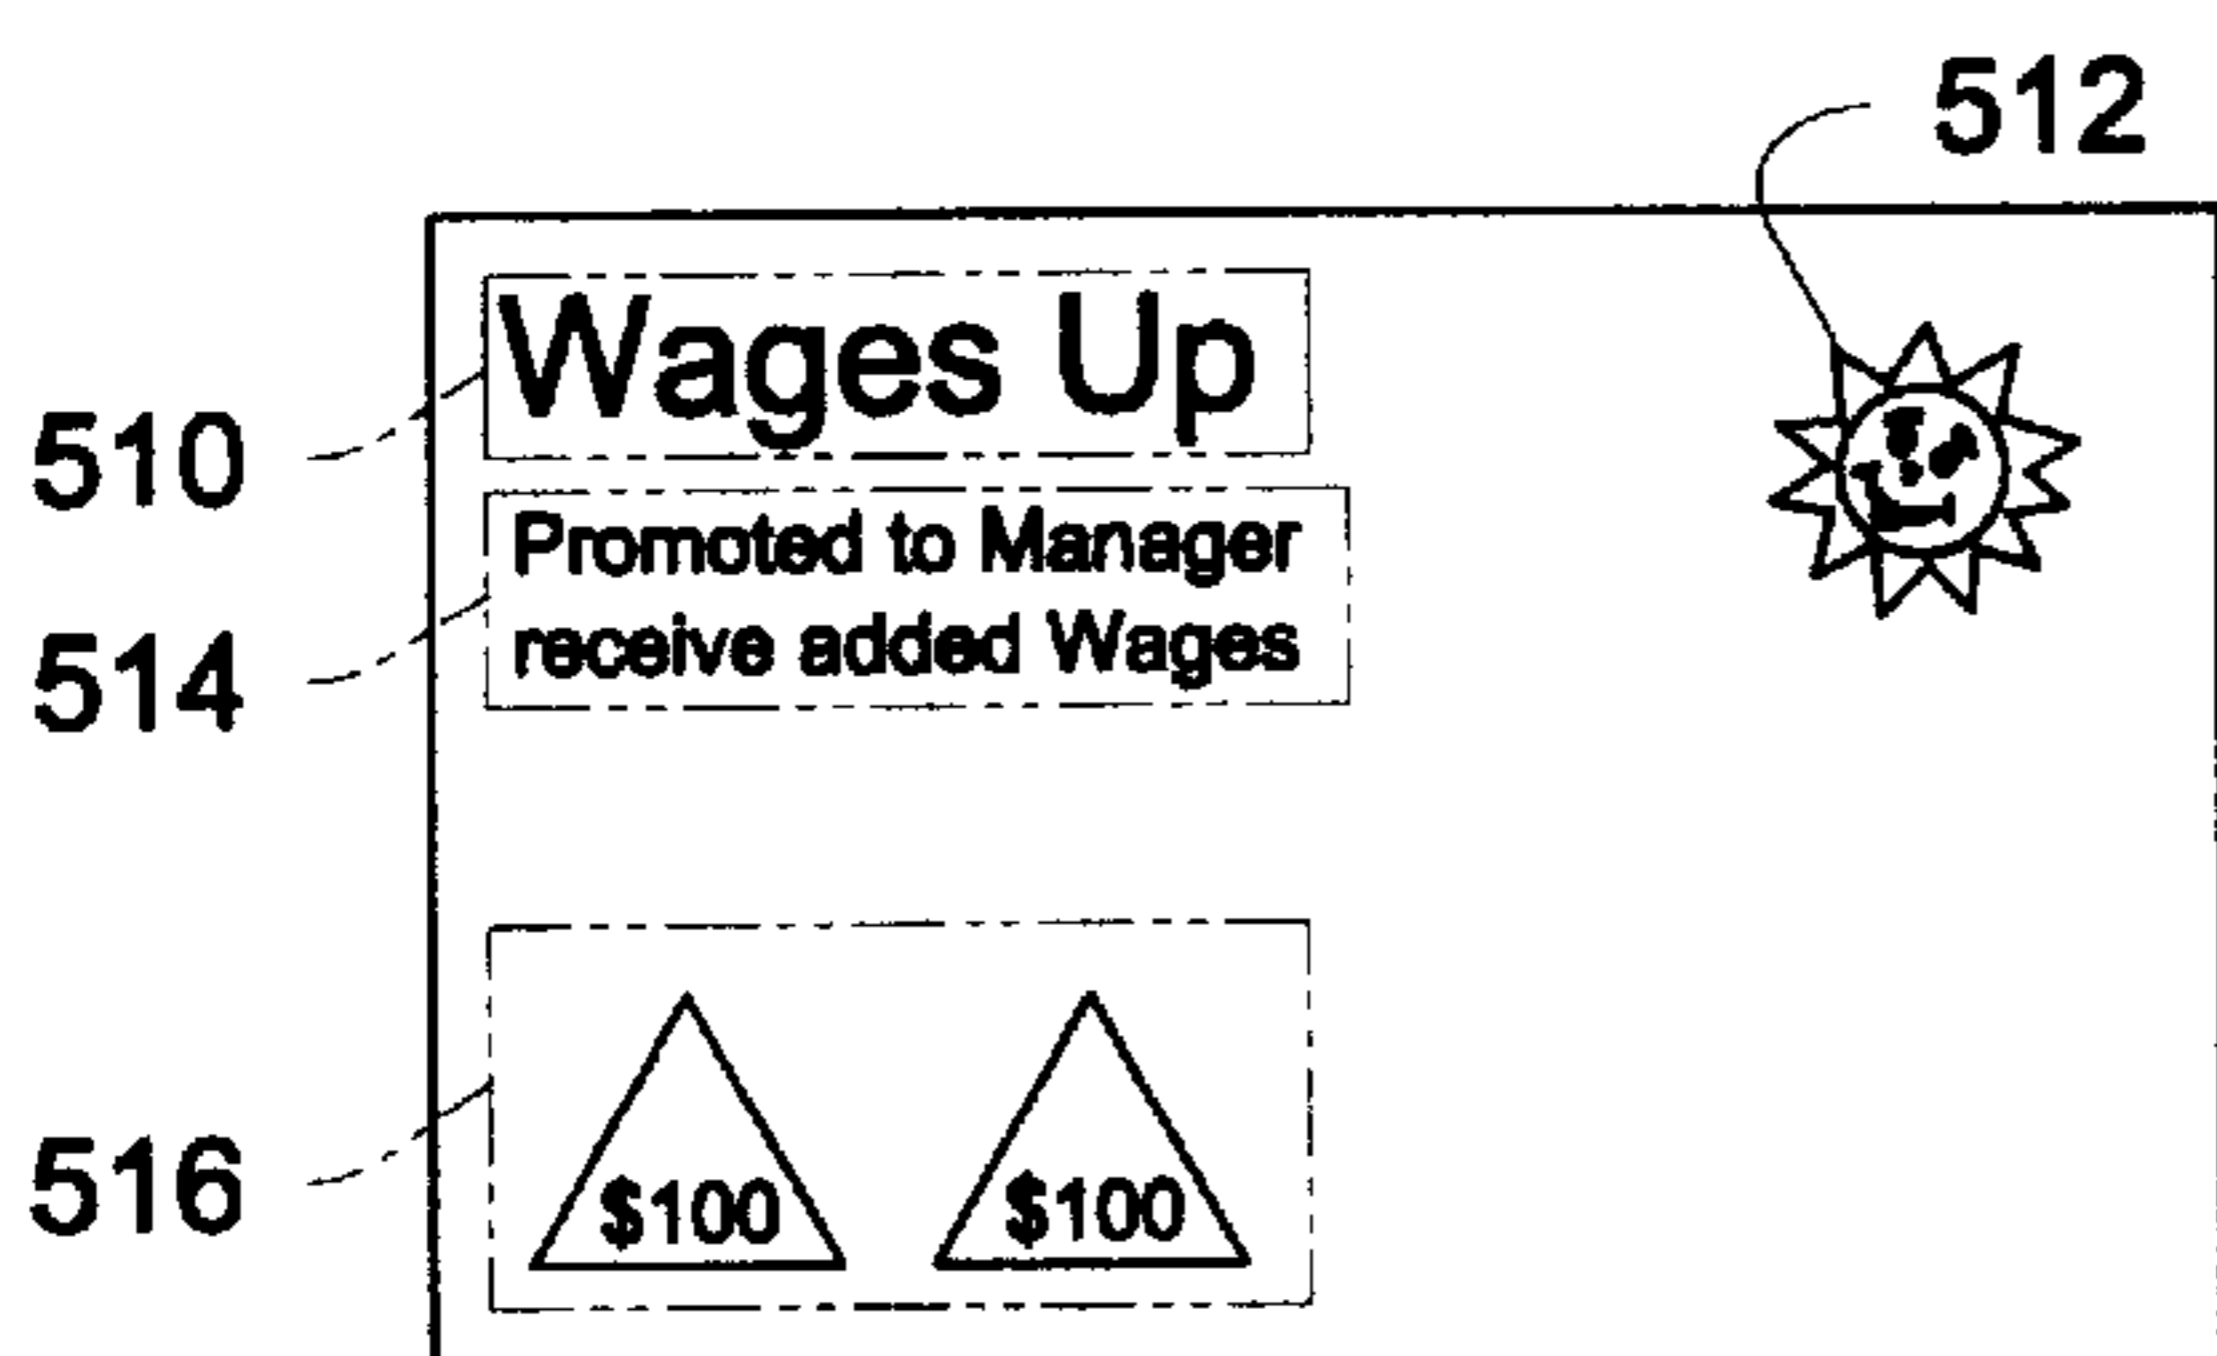 512
Wages Up
510
Promoted to Manager
receive added Wages
514
$100 $100
516